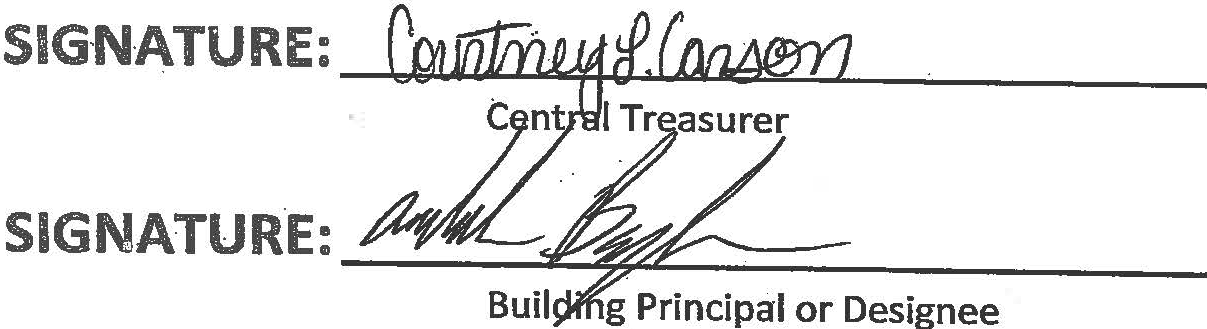 SIGNATURE: Courtney L. Carson
Central Treasurer
SIGNATURE:
Building Principal or Designee